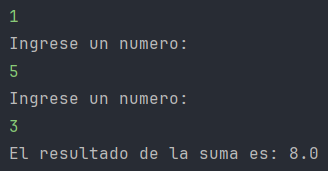 1
Ingrese un numero:
5
Ingrese un numero:
3
El resultado de la suma es: 8.0